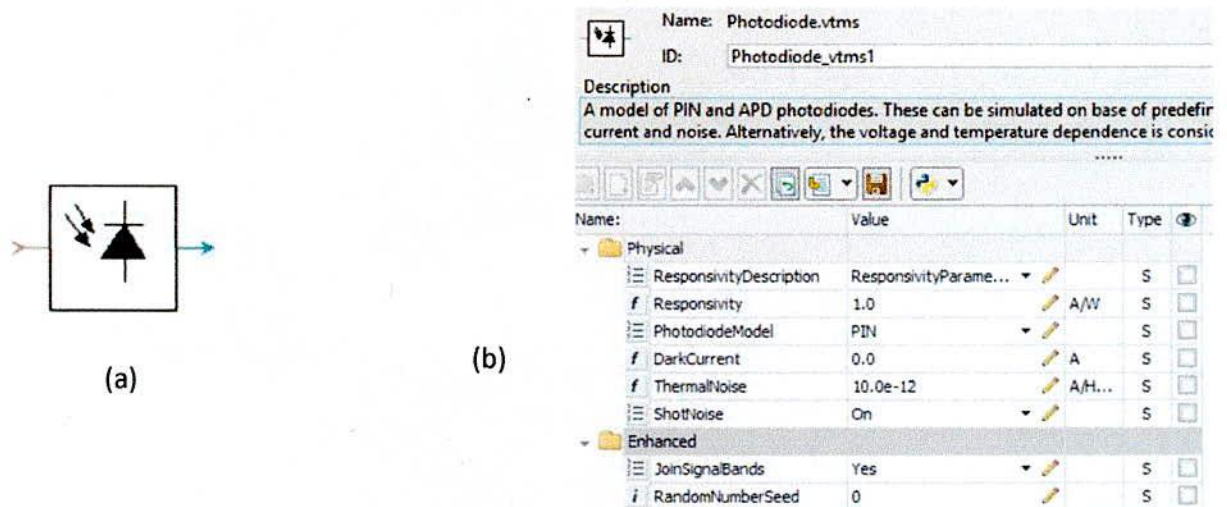 Name: Photodiode.vtms
ID: Photodiode_vtms1
Description
A model of PIN and APD photodiodes. These can be simulated on base of predefir
current and noise. Alternatively, the voltage and temperature dependence is consic
Name: Value Unit Type
Physical
ResponsivityDescription ResponsivityParame... S
f Responsivity 1.0 A/W S
PhotodiodeModel PIN S
f DarkCurrent 0.0 A S
f ThermalNoise 10.0e-12 A/H... S
ShotNoise On S
Enhanced
JoinSignalBands Yes S
i RandomNumberSeed 0 S
(a)
(b)